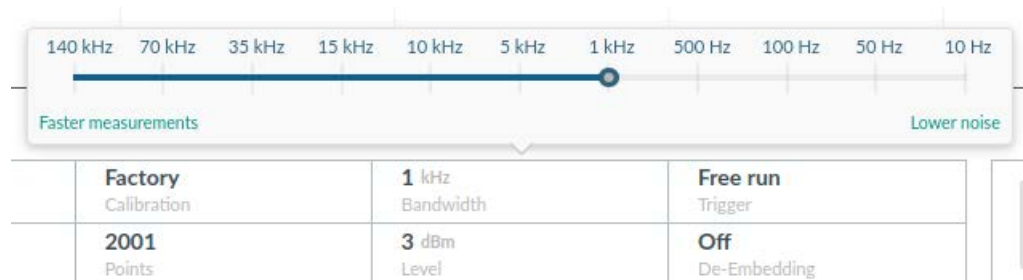 140 kHz 70 kHz 35 kHz 15 kHz 10 kHz 5 kHz 1 kHz 500 Hz 100 Hz 50 Hz 10 Hz
Faster measurements Lower noise
Factory 1 kHz Free run
Calibration Bandwidth Trigger
2001 3 dBm Off
Points Level De-Embedding